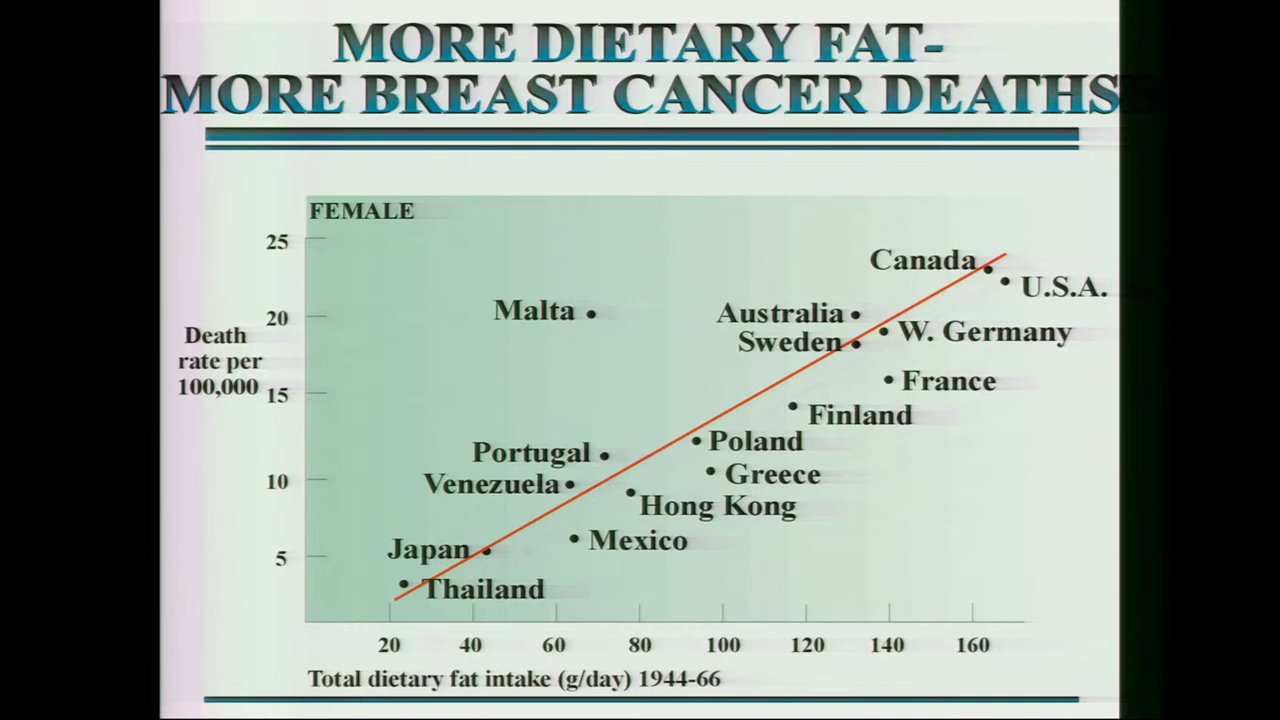 MORE DIETARY FAT-
MORE BREAST CANCER DEATHS
FEMALE
25
Canada
U.S.A.
Malta
Australia
20
W. Germany
Death
rate per
100,000
Sweden
15
France
Finland
Poland
Portugal
Greece
10
Venezuela
Hong Kong
Mexico
Japan
5
Thailand
20 40 60 80 100 120 140 160
Total dietary fat intake (g/day) 1944-66